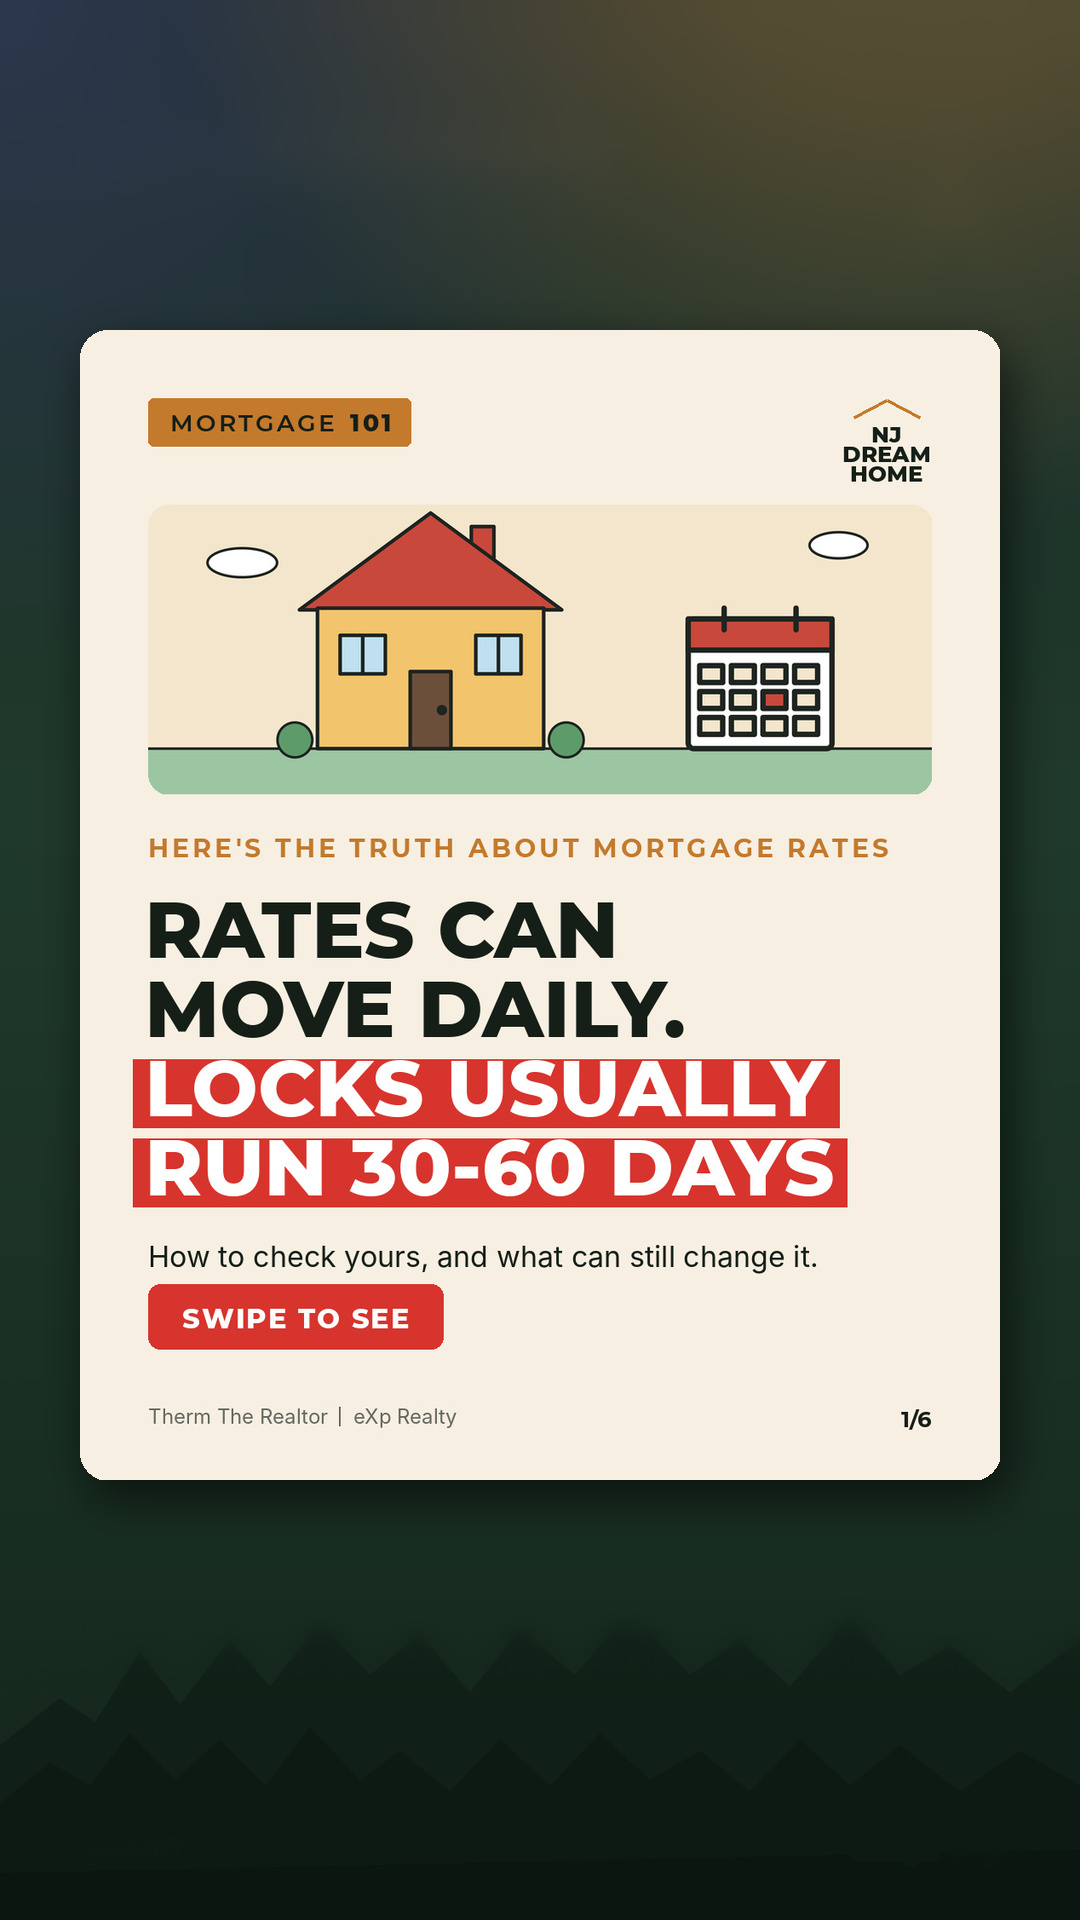 MORTGAGE 101
NJ
DREAM
HOME
HERE'S THE TRUTH ABOUT MORTGAGE RATES
RATES CAN
MOVE DAILY.
LOCKS USUALLY
RUN 30-60 DAYS
How to check yours, and what can still change it.
SWIPE TO SEE
Therm The Realtor | eXp Realty
1/6